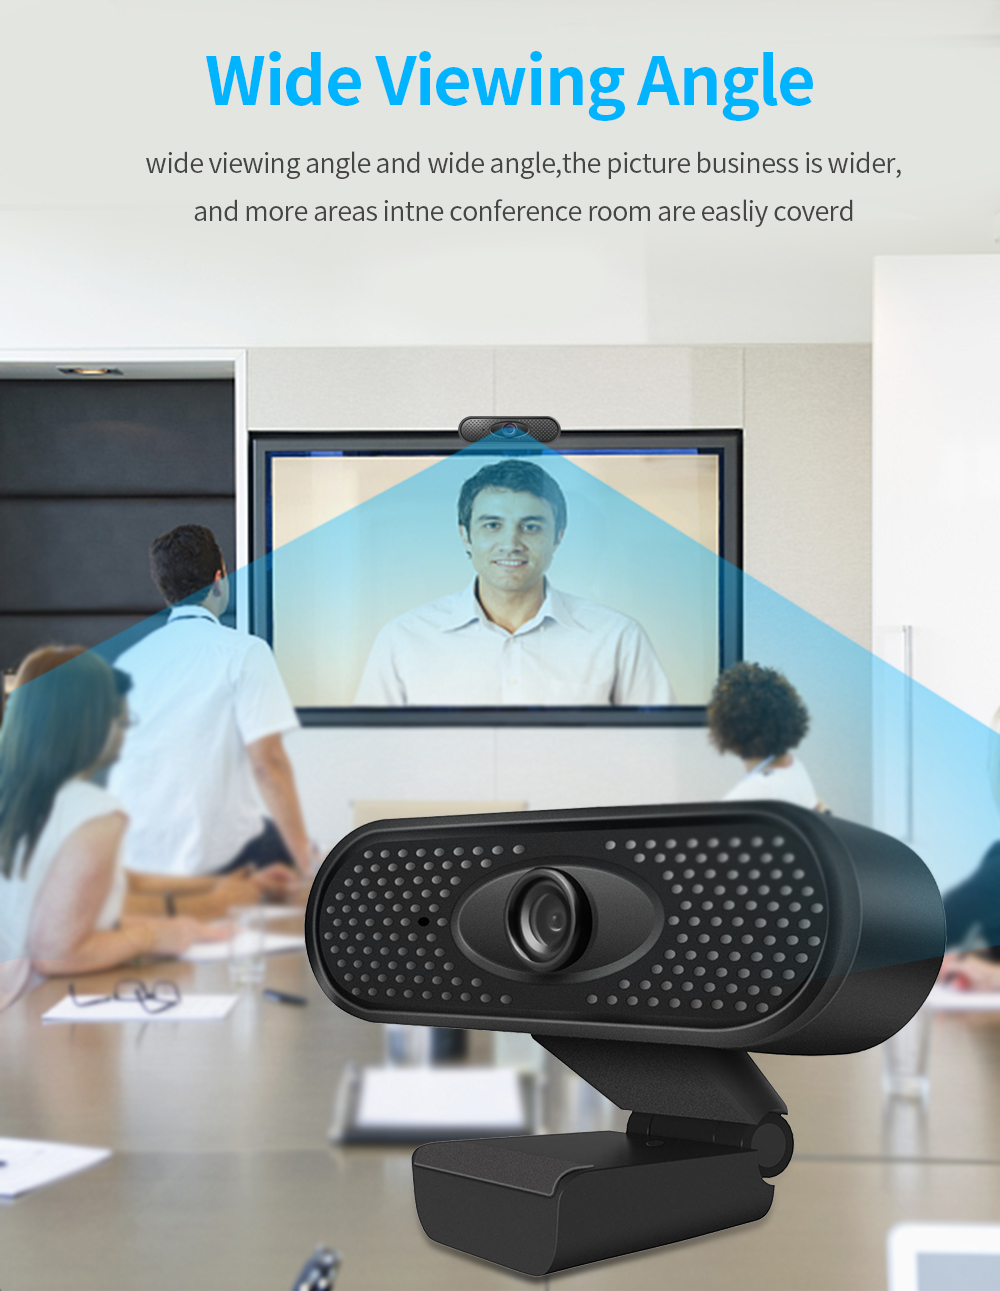 Wide Viewing Angle
wide viewing angle and wide angle,the picture business is wider,
and more areas intne conference room are easliy coverd